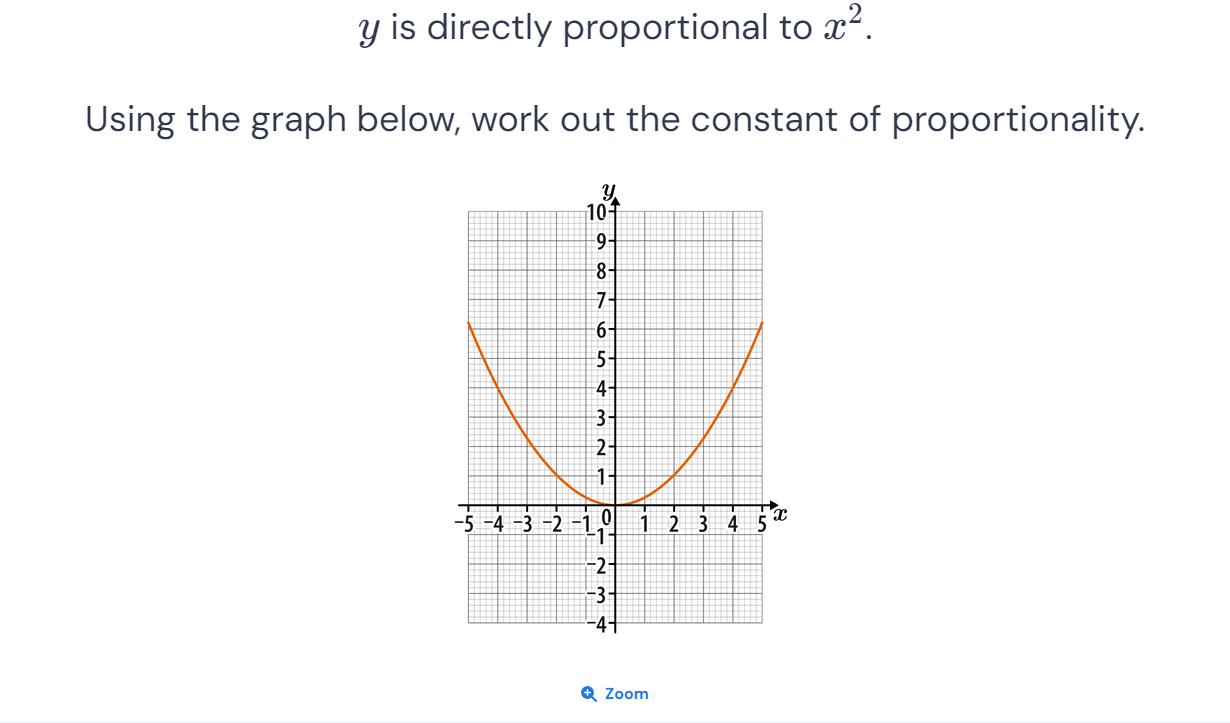 y is directly proportional to x².
Using the graph below, work out the constant of proportionality.
y
10
9
8
7
6
5
4
3
2
1
-5 -4 -3 -2 -1 0 1 2 3 4 5 x
-1
-2
-3
-4
Zoom